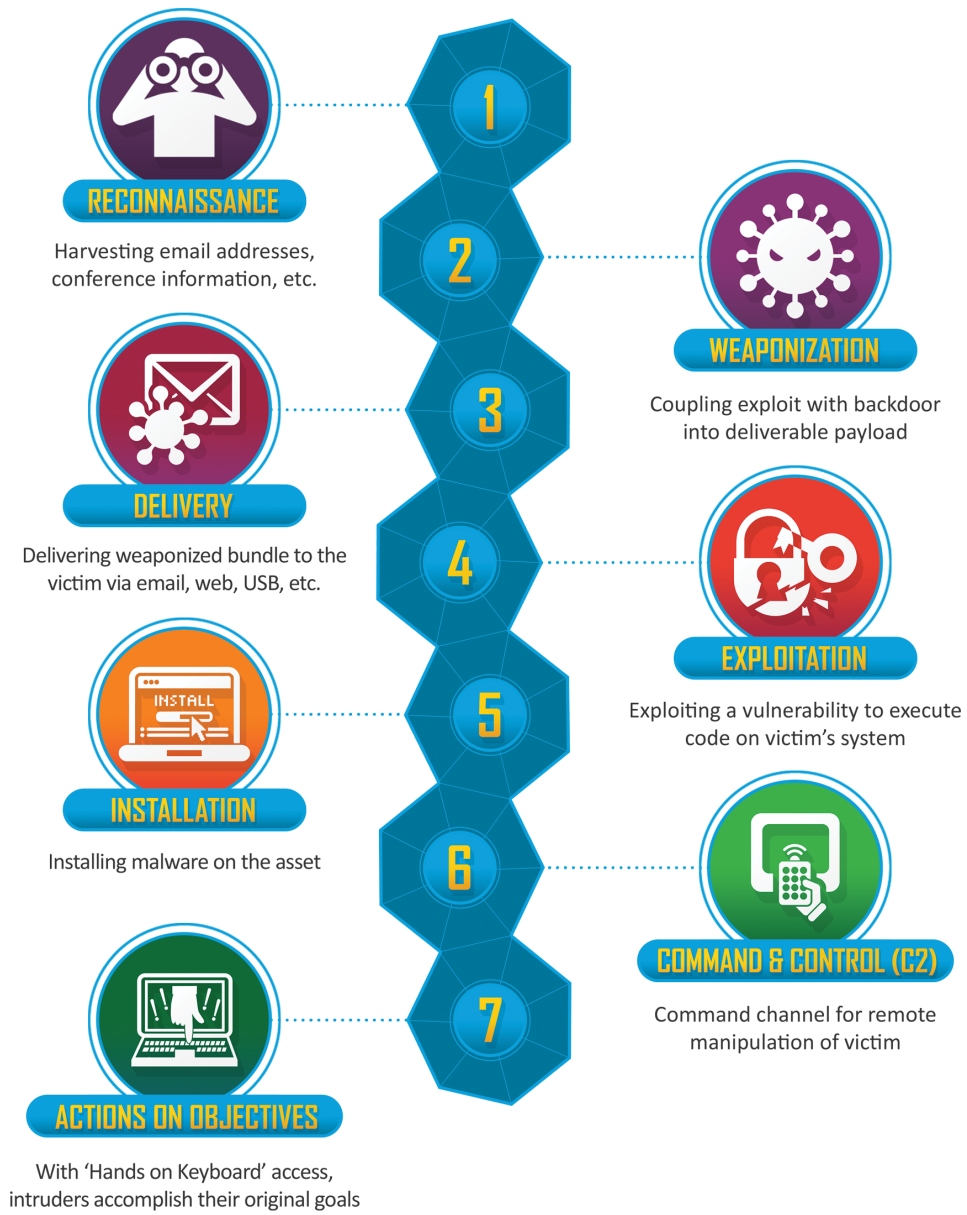 1
RECONNAISSANCE
Harvesting email addresses,
conference information, etc.
2
WEAPONIZATION
Coupling exploit with backdoor
into deliverable payload
3
DELIVERY
Delivering weaponized bundle to the
victim via email, web, USB, etc.
4
EXPLOITATION
Exploiting a vulnerability to execute
code on victim’s system
5
INSTALL
INSTALLATION
Installing malware on the asset
6
COMMAND & CONTROL (C2)
Command channel for remote
manipulation of victim
7
ACTIONS ON OBJECTIVES
With ‘Hands on Keyboard’ access,
intruders accomplish their original goals